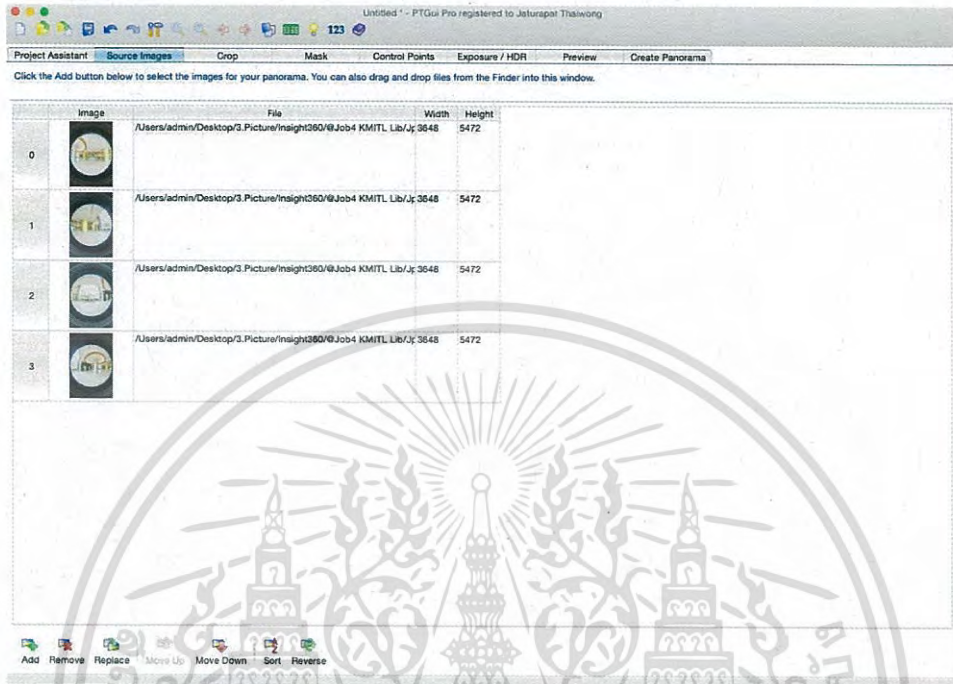 Untitled * - PTGui Pro registered to Jaturapat Thaiwong
123
Project Assistant Source Images Crop Mask Control Points Exposure / HDR Preview Create Panorama
Click the Add button below to select the images for your panorama. You can also drag and drop files from the Finder into this window.
Image File Width Height
0 /Users/admin/Desktop/3.Picture/Insight360/@Job4 KMITL Lib/Jp 3648 5472
1 /Users/admin/Desktop/3.Picture/Insight360/@Job4 KMITL Lib/Jp 3648 5472
2 /Users/admin/Desktop/3.Picture/Insight360/@Job4 KMITL Lib/Jp 3648 5472
3 /Users/admin/Desktop/3.Picture/Insight360/@Job4 KMITL Lib/Jp 3648 5472
Add Remove Replace Move Up Move Down Sort Reverse